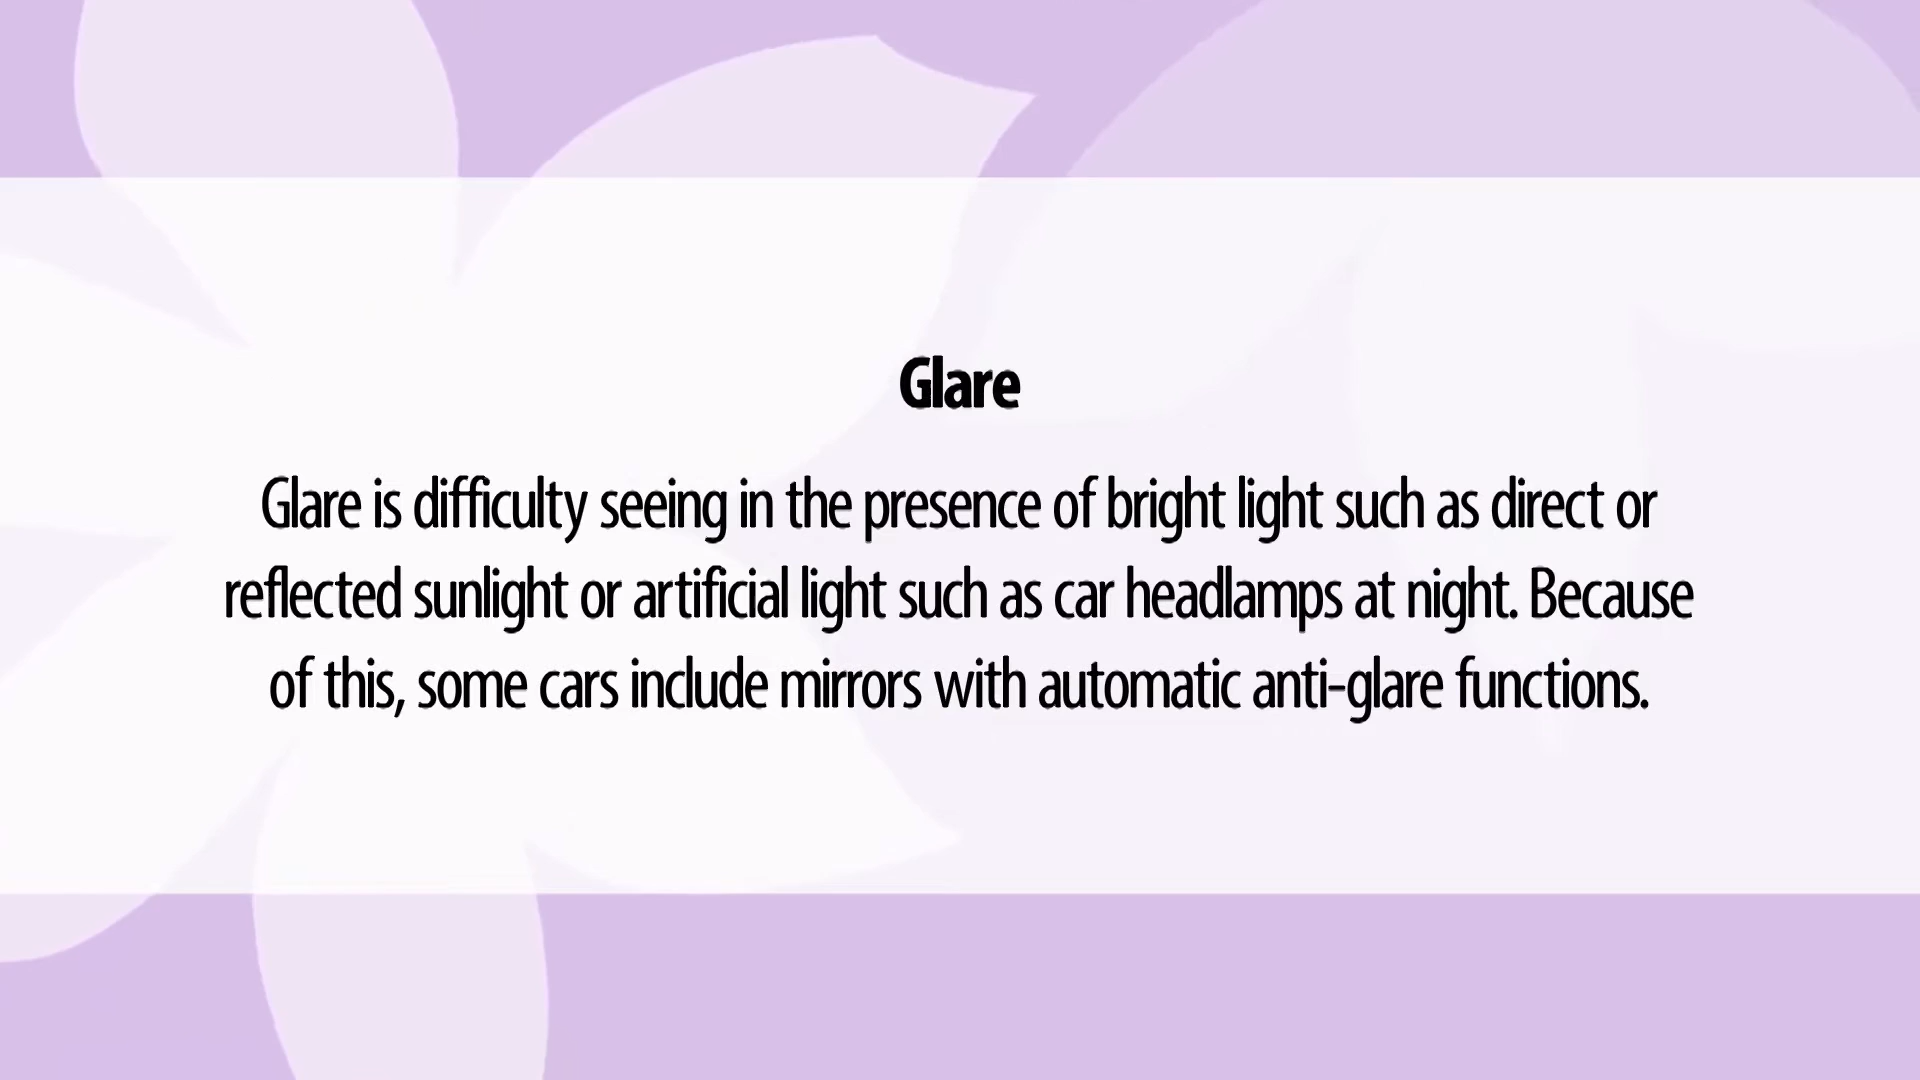 Glare
Glare is difficulty seeing in the presence of bright light such as direct or
reflected sunlight or artificial light such as car headlamps at night. Because
of this, some cars include mirrors with automatic anti-glare functions.